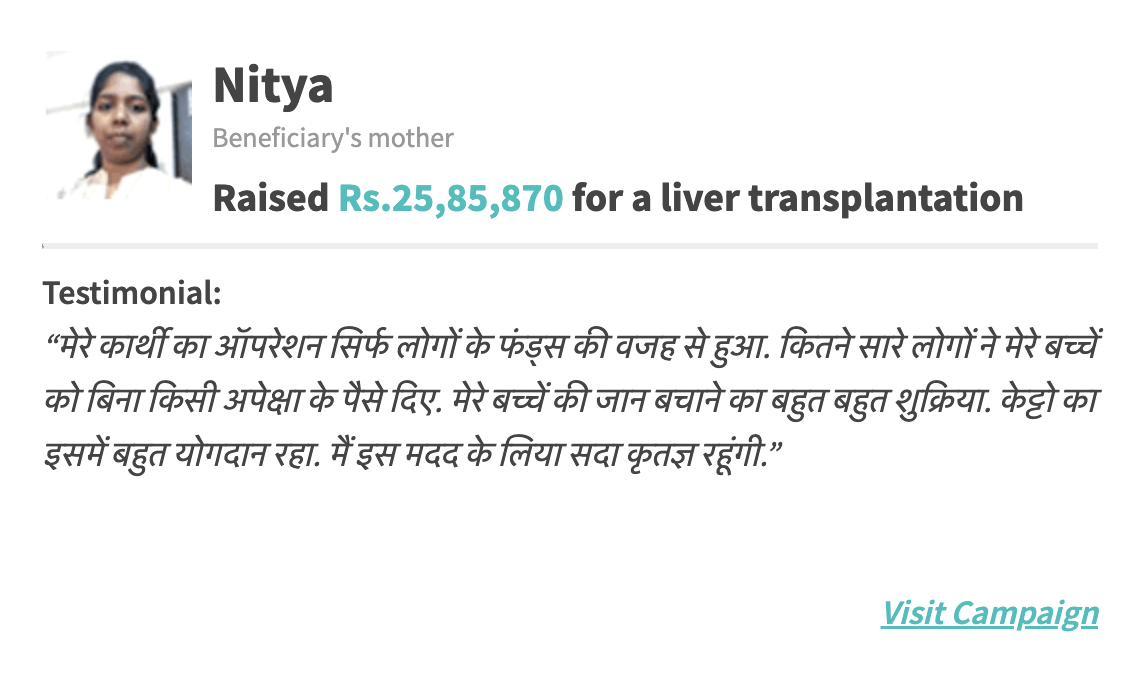 Nitya
Beneficiary's mother
Raised Rs.25,85,870 for a liver transplantation
Testimonial:
“मेरे कार्थी का ऑपरेशन सिर्फ लोगों के फंड्स की वजह से हुआ. कितने सारे लोगों ने मेरे बच्चें
को बिना किसी अपेक्षा के पैसे दिए. मेरे बच्चें की जान बचाने का बहुत बहुत शुक्रिया. केट्टो का
इसमें बहुत योगदान रहा. मैं इस मदद के लिया सदा कृतज्ञ रहूंगी.”
Visit Campaign